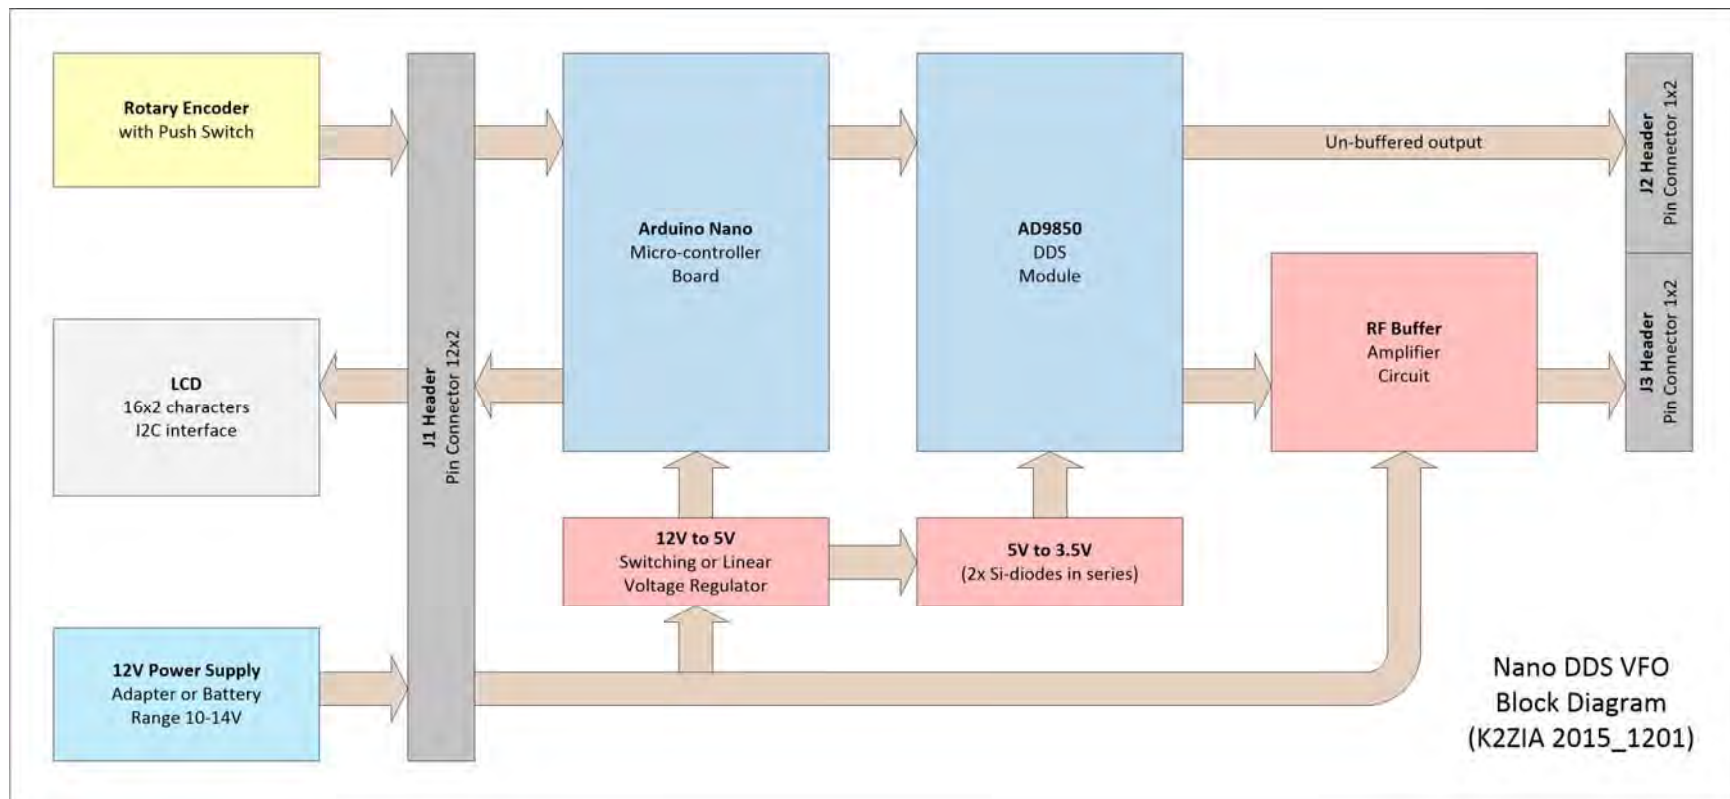 Rotary Encoder
with Push Switch
LCD
16x2 characters
I2C interface
12V Power Supply
Adapter or Battery
Range 10-14V
J1 Header
Pin Connector 12x2
Arduino Nano
Micro-controller
Board
AD9850
DDS
Module
12V to 5V
Switching or Linear
Voltage Regulator
5V to 3.5V
(2x Si-diodes in series)
Un-buffered output
RF Buffer
Amplifier
Circuit
J2 Header
Pin Connector 1x2
J3 Header
Pin Connector 1x2
Nano DDS VFO
Block Diagram
(K2ZIA 2015_1201)